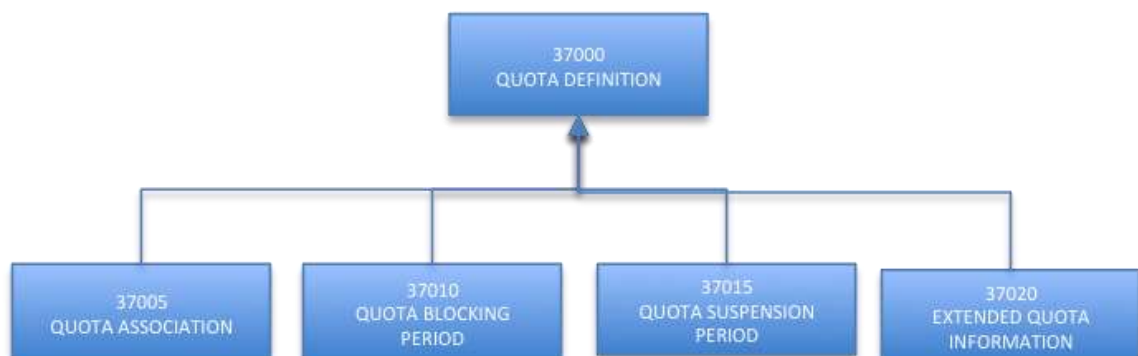 37000
QUOTA DEFINITION
37005
QUOTA ASSOCIATION
37010
QUOTA BLOCKING
PERIOD
37015
QUOTA SUSPENSION
PERIOD
37020
EXTENDED QUOTA
INFORMATION